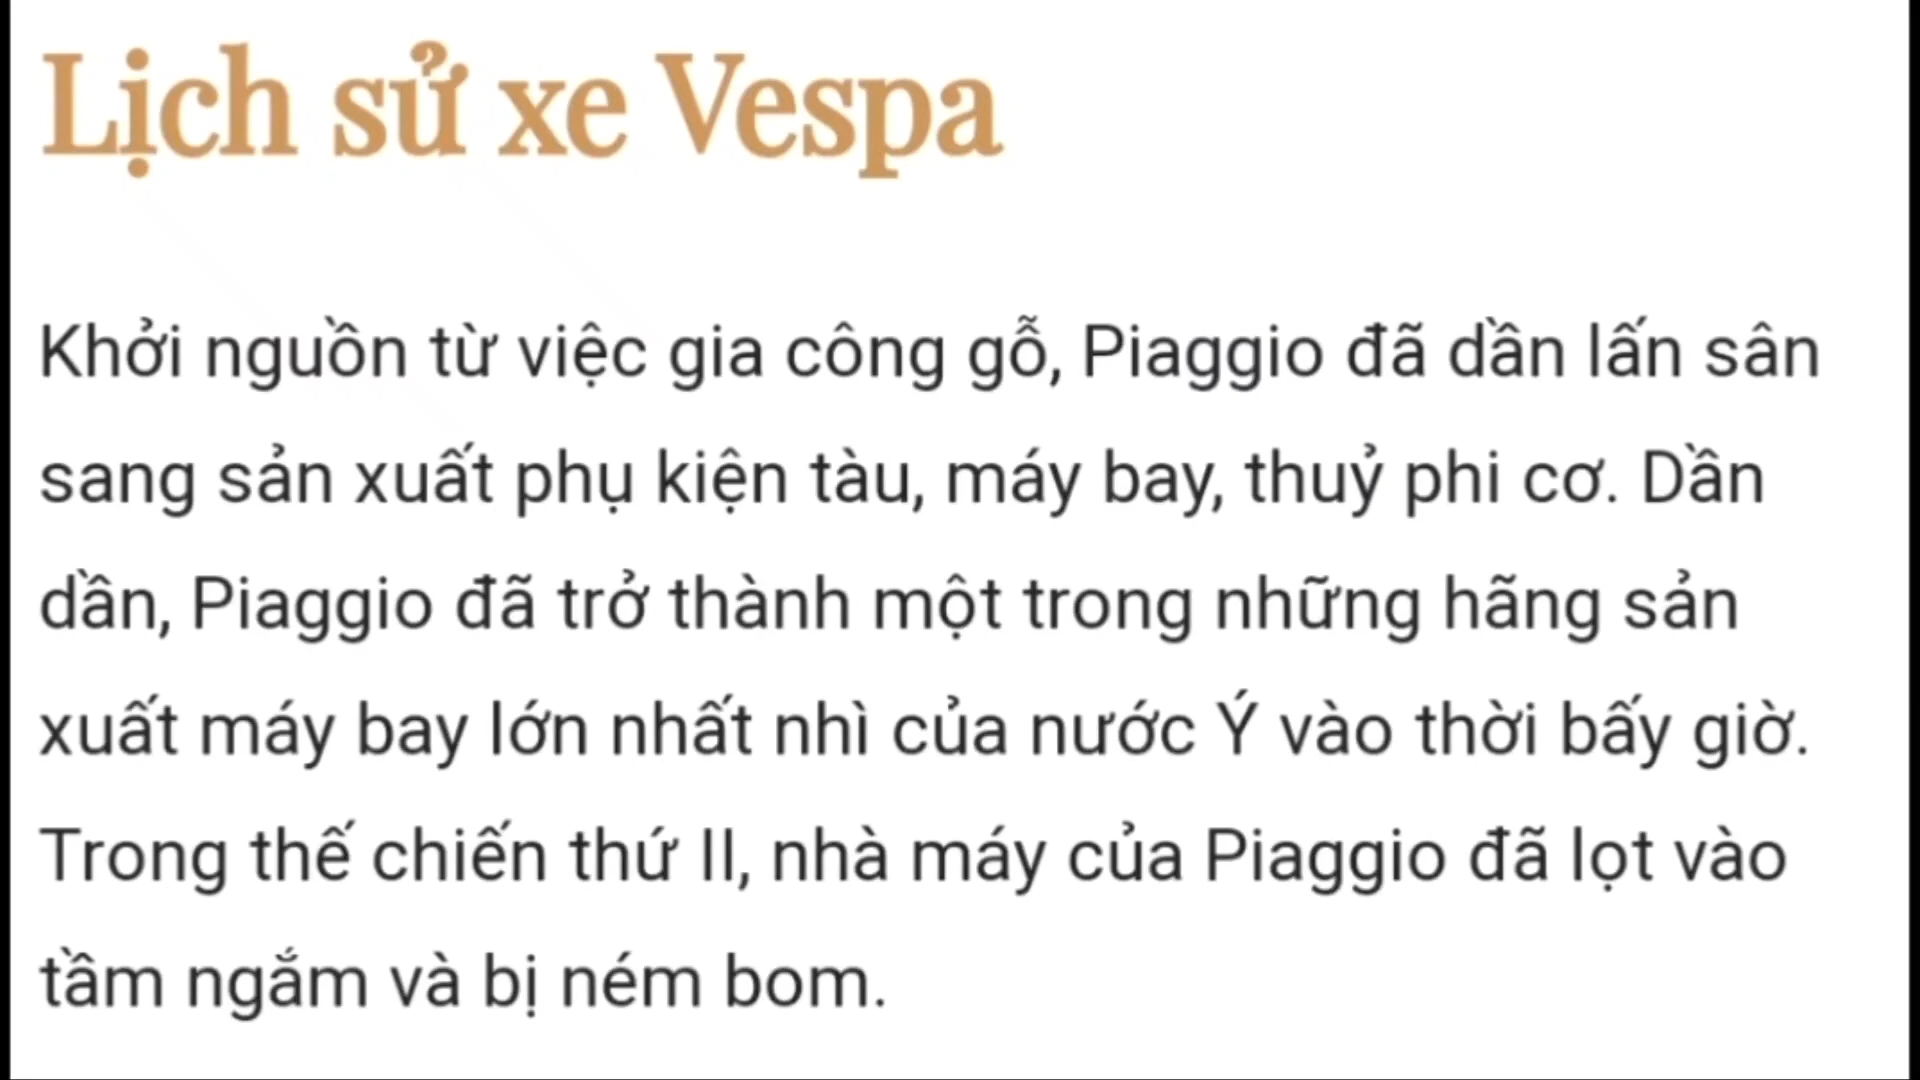 Lịch sử xe Vespa
Khởi nguồn từ việc gia công gỗ, Piaggio đã dần lấn sân
sang sản xuất phụ kiện tàu, máy bay, thuỷ phi cơ. Dần
dần, Piaggio đã trở thành một trong những hãng sản
xuất máy bay lớn nhất nhì của nước Ý vào thời bấy giờ.
Trong thế chiến thứ II, nhà máy của Piaggio đã lọt vào
tầm ngắm và bị ném bom.